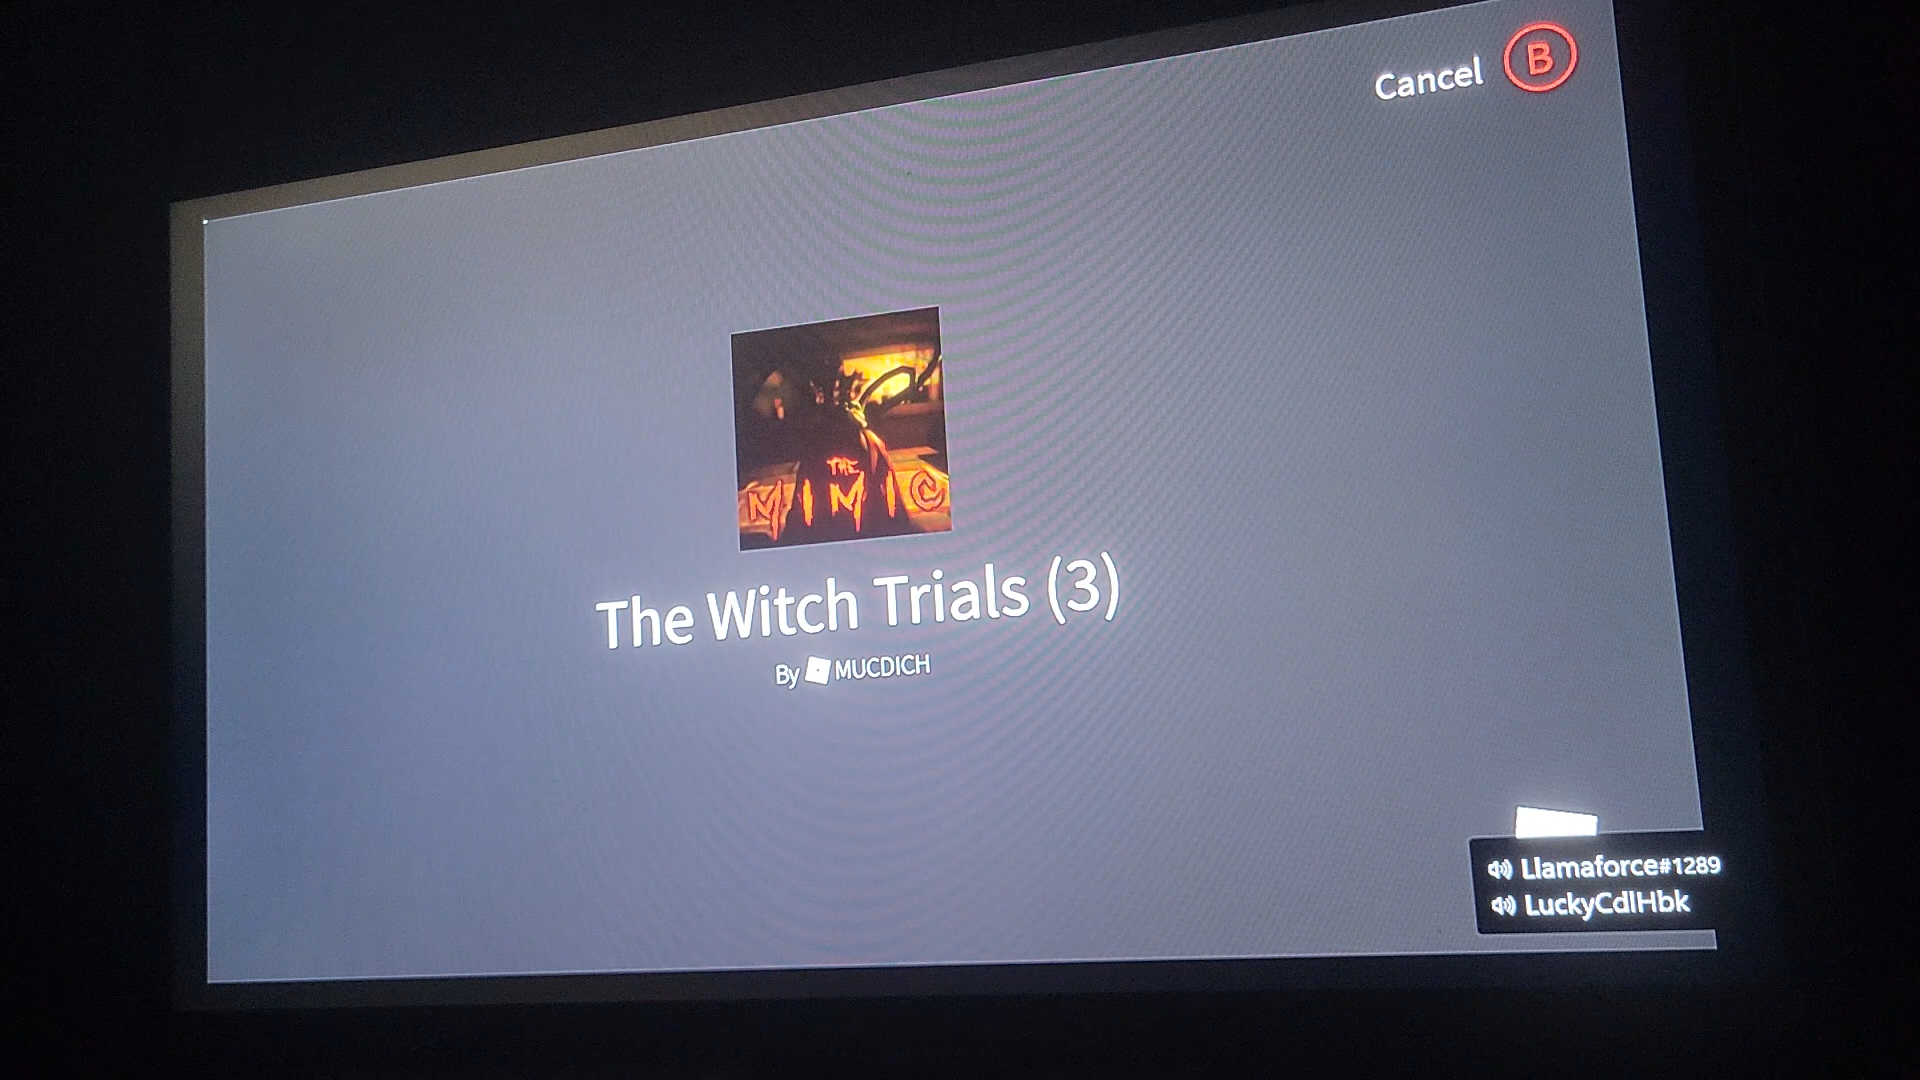 Cancel B
THE
MIMIC
The Witch Trials (3)
By MUCDICH
Llamaforce#1289
LuckyCdlHbk